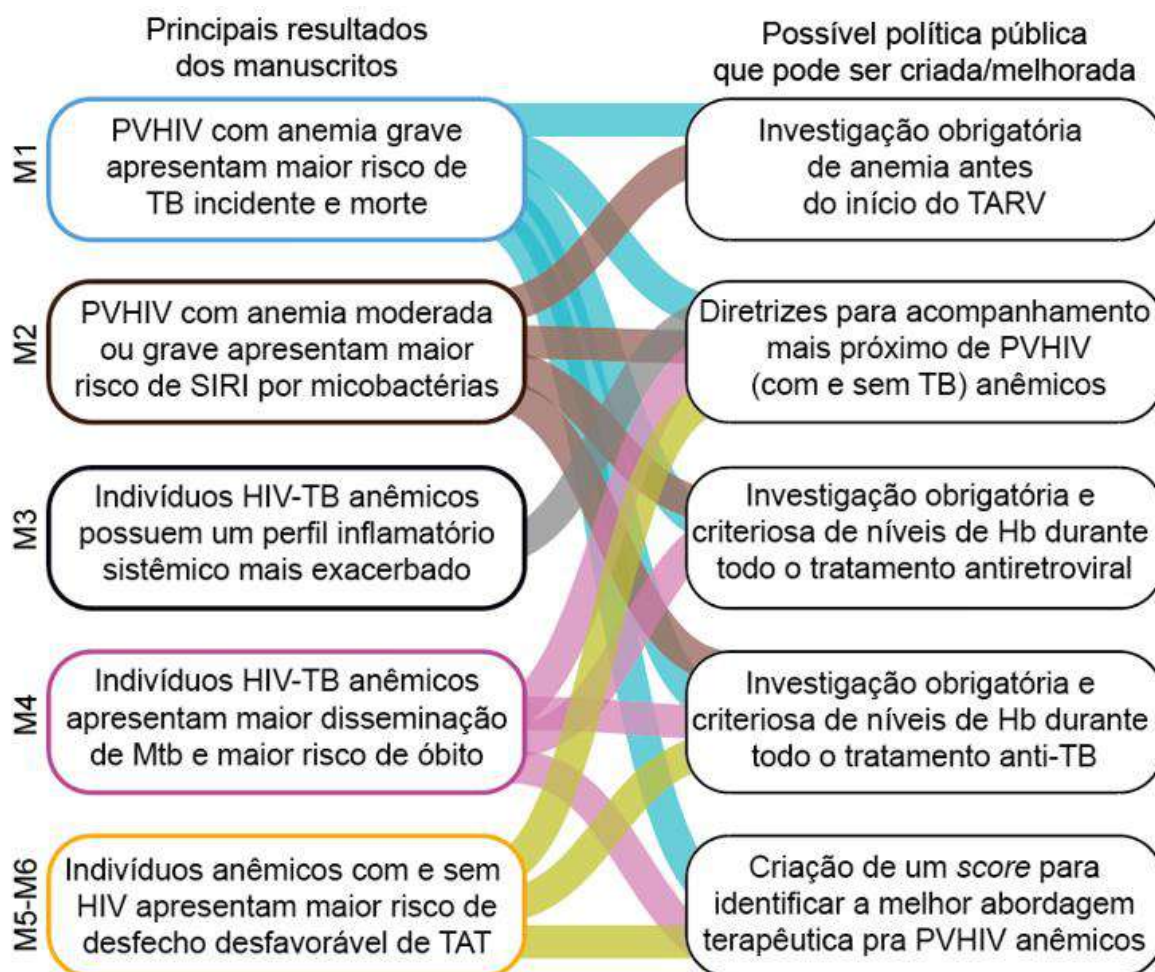 Principais resultados
dos manuscritos
Possível política pública
que pode ser criada/melhorada
M1
PVHIV com anemia grave
apresentam maior risco de
TB incidente e morte
Investigação obrigatória
de anemia antes
do início do TARV
M2
PVHIV com anemia moderada
ou grave apresentam maior
risco de SIRI por micobactérias
Diretrizes para acompanhamento
mais próximo de PVHIV
(com e sem TB) anêmicos
M3
Indivíduos HIV-TB anêmicos
possuem um perfil inflamatório
sistêmico mais exacerbado
Investigação obrigatória e
criteriosa de níveis de Hb durante
todo o tratamento antiretroviral
M4
Indivíduos HIV-TB anêmicos
apresentam maior disseminação
de Mtb e maior risco de óbito
Investigação obrigatória e
criteriosa de níveis de Hb durante
todo o tratamento anti-TB
M5-M6
Indivíduos anêmicos com e sem
HIV apresentam maior risco de
desfecho desfavorável de TAT
Criação de um score para
identificar a melhor abordagem
terapêutica pra PVHIV anêmicos